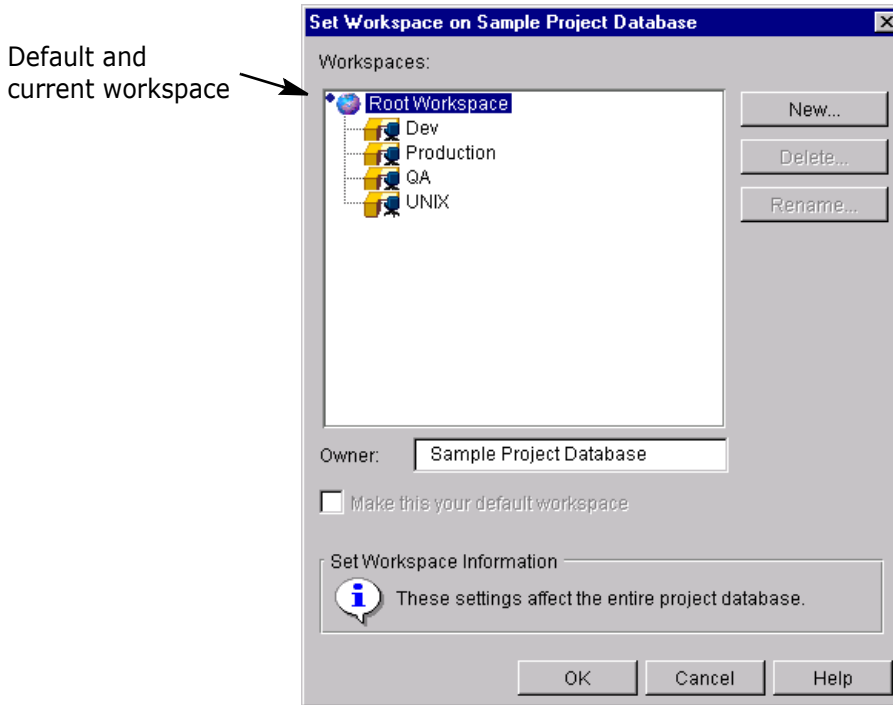 Set Workspace on Sample Project Database
Default and
current workspace
Workspaces:
Root Workspace
Dev
Production
QA
UNIX
New...
Delete...
Rename...
Owner: Sample Project Database
Make this your default workspace
Set Workspace Information
These settings affect the entire project database.
OK Cancel Help